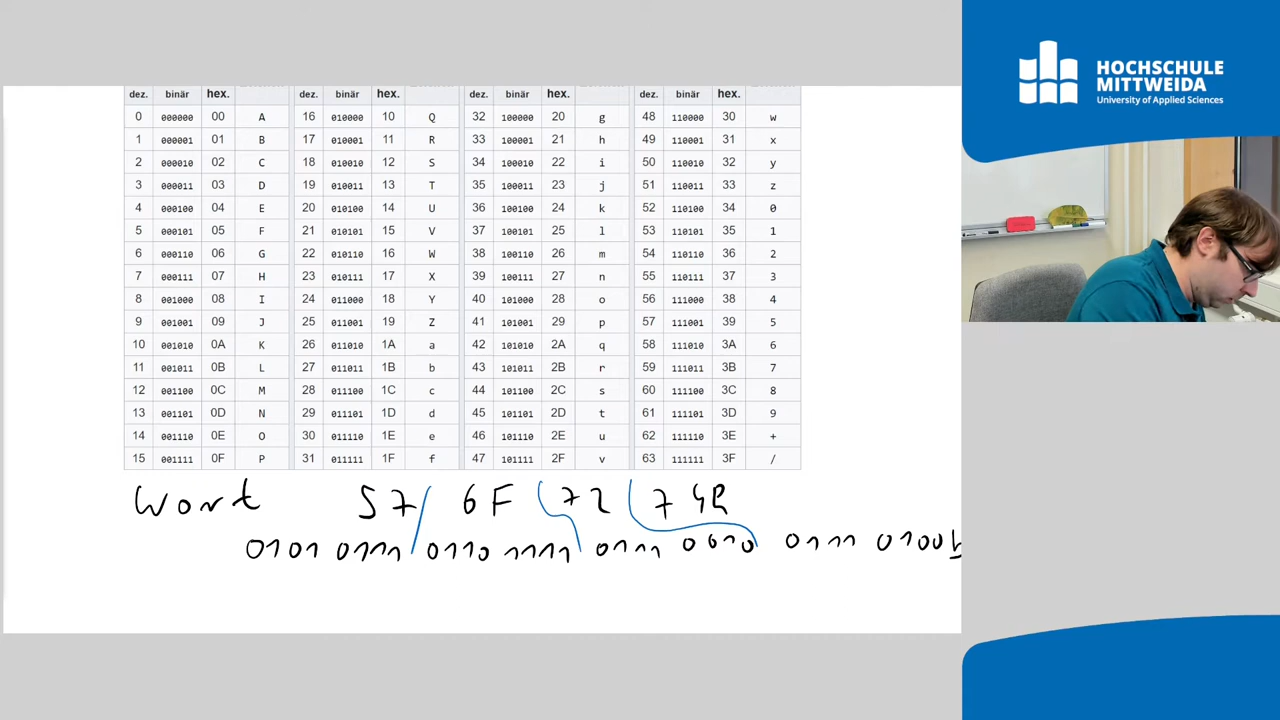 HOCHSCHULE
MITTWEIDA
University of Applied Sciences
dez. binär hex. dez. binär hex. dez. binär hex. dez. binär hex.
0 000000 00 A 16 010000 10 Q 32 100000 20 g 48 110000 30 w
1 000001 01 B 17 010001 11 R 33 100001 21 h 49 110001 31 x
2 000010 02 C 18 010010 12 S 34 100010 22 i 50 110010 32 y
3 000011 03 D 19 010011 13 T 35 100011 23 j 51 110011 33 z
4 000100 04 E 20 010100 14 U 36 100100 24 k 52 110100 34 0
5 000101 05 F 21 010101 15 V 37 100101 25 l 53 110101 35 1
6 000110 06 G 22 010110 16 W 38 100110 26 m 54 110110 36 2
7 000111 07 H 23 010111 17 X 39 100111 27 n 55 110111 37 3
8 001000 08 I 24 011000 18 Y 40 101000 28 o 56 111000 38 4
9 001001 09 J 25 011001 19 Z 41 101001 29 p 57 111001 39 5
10 001010 0A K 26 011010 1A a 42 101010 2A q 58 111010 3A 6
11 001011 0B L 27 011011 1B b 43 101011 2B r 59 111011 3B 7
12 001100 0C M 28 011100 1C c 44 101100 2C s 60 111100 3C 8
13 001101 0D N 29 011101 1D d 45 101101 2D t 61 111101 3D 9
14 001110 0E O 30 011110 1E e 46 101110 2E u 62 111110 3E +
15 001111 0F P 31 011111 1F f 47 101111 2F v 63 111111 3F /
Wort 57 6F 72 74
0101 0111 0110 1111 0111 0010 0111 0100